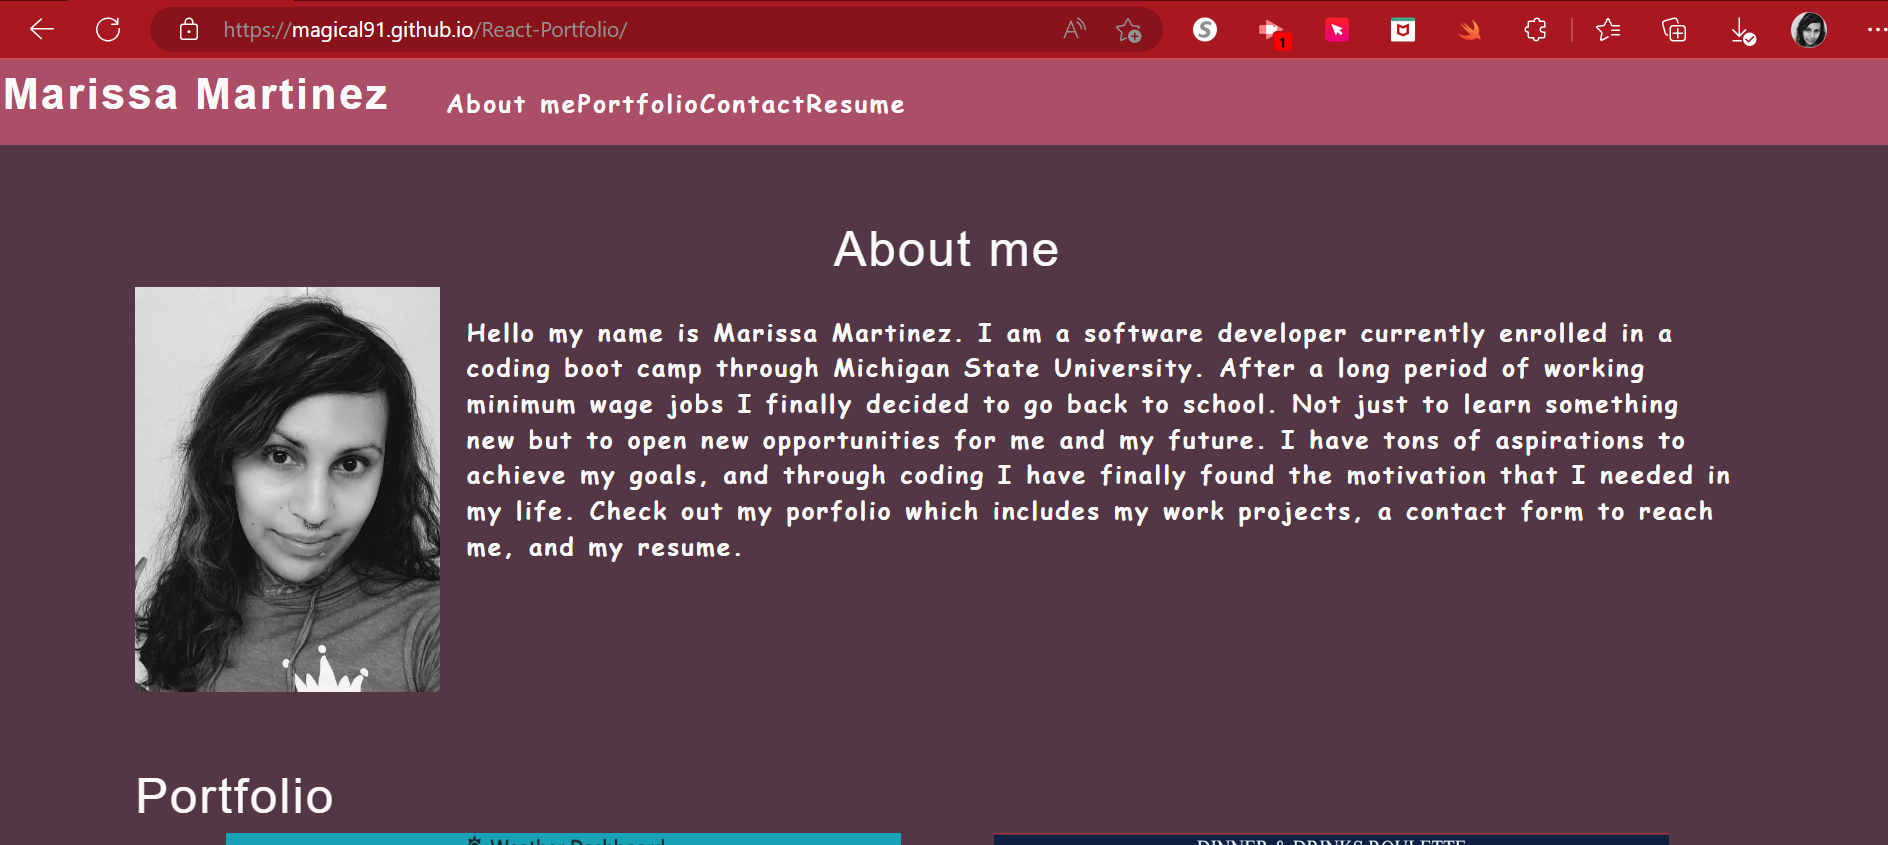 https://magical91.github.io/React-Portfolio/
1
Marissa Martinez
About mePortfolioContactResume
About me
Hello my name is Marissa Martinez. I am a software developer currently enrolled in a
coding boot camp through Michigan State University. After a long period of working
minimum wage jobs I finally decided to go back to school. Not just to learn something
new but to open new opportunities for me and my future. I have tons of aspirations to
achieve my goals, and through coding I have finally found the motivation that I needed in
my life. Check out my porfolio which includes my work projects, a contact form to reach
me, and my resume.
Portfolio
Weather Dashboard
DINNER & DRINKS ROULETTE